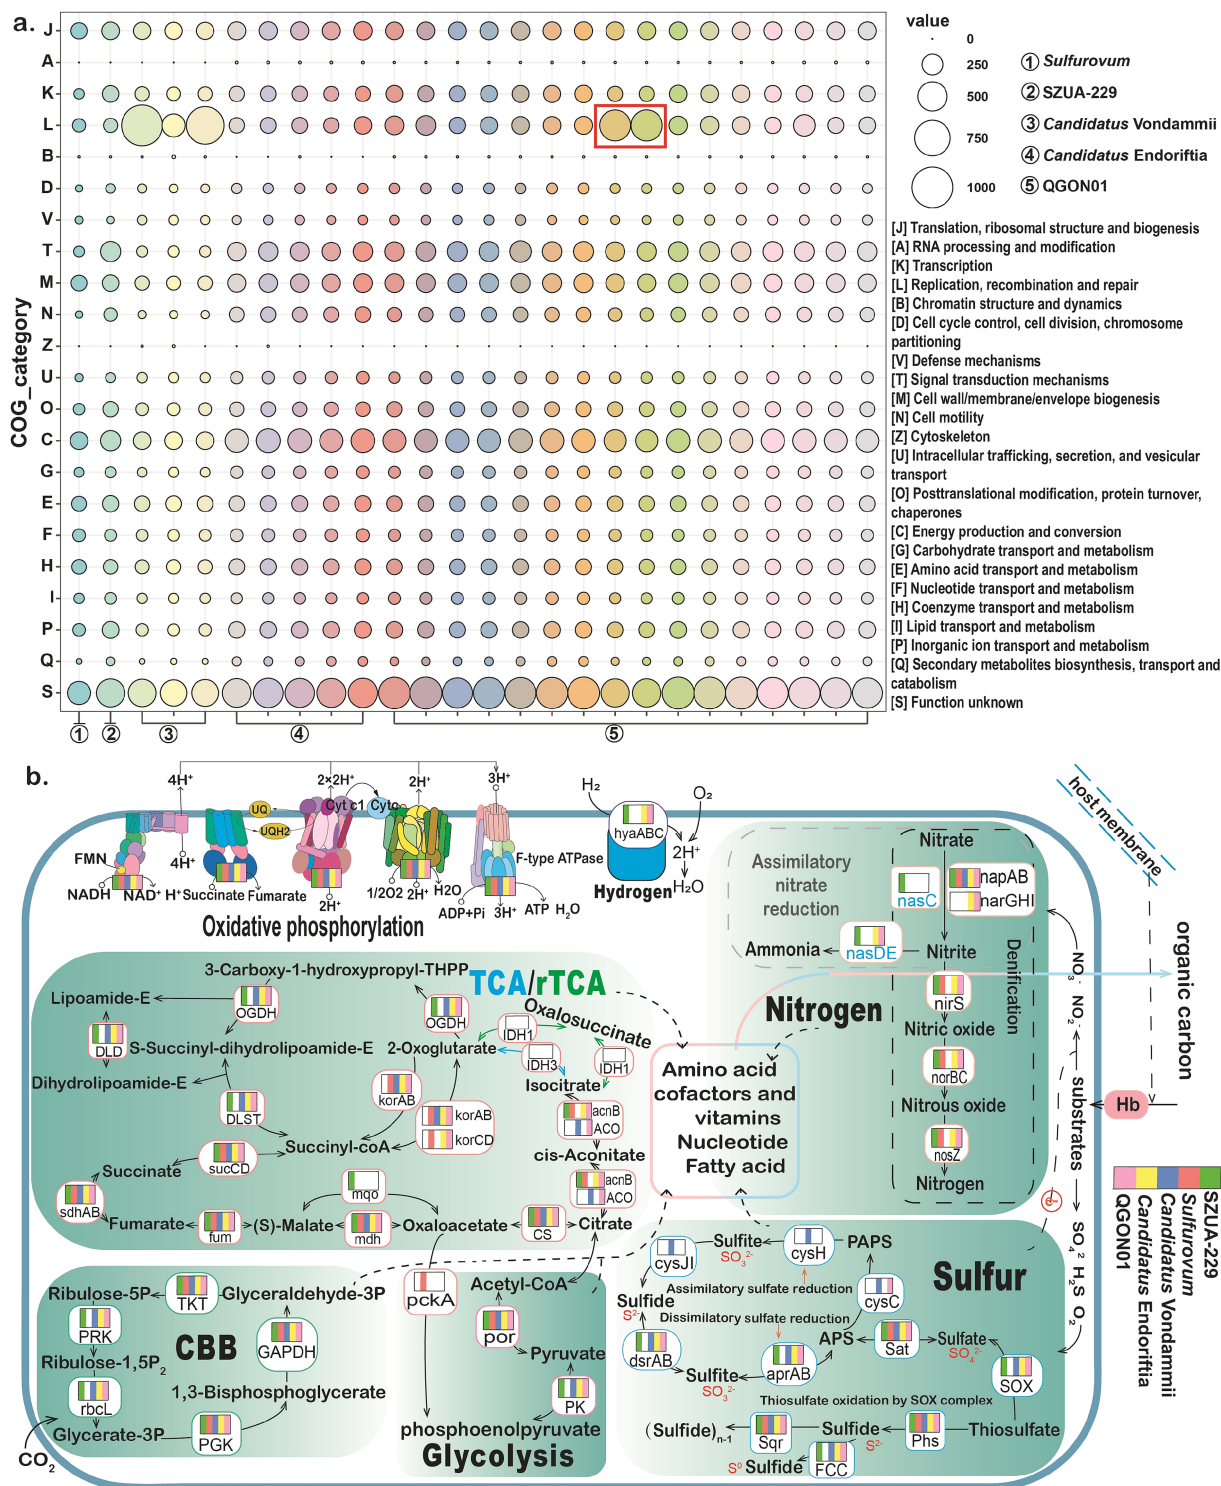 a.
COG_category
J
A
K
L
B
D
V
T
M
N
Z
U
O
C
G
E
F
H
I
P
Q
S
① ② ③ ④ ⑤
value
0
250
500
750
1000
① Sulfurovum
② SZUA-229
③ Candidatus Vondammii
④ Candidatus Endoriftia
⑤ QGON01
[J] Translation, ribosomal structure and biogenesis
[A] RNA processing and modification
[K] Transcription
[L] Replication, recombination and repair
[B] Chromatin structure and dynamics
[D] Cell cycle control, cell division, chromosome
partitioning
[V] Defense mechanisms
[T] Signal transduction mechanisms
[M] Cell wall/membrane/envelope biogenesis
[N] Cell motility
[Z] Cytoskeleton
[U] Intracellular trafficking, secretion, and vesicular
transport
[O] Posttranslational modification, protein turnover,
chaperones
[C] Energy production and conversion
[G] Carbohydrate transport and metabolism
[E] Amino acid transport and metabolism
[F] Nucleotide transport and metabolism
[H] Coenzyme transport and metabolism
[I] Lipid transport and metabolism
[P] Inorganic ion transport and metabolism
[Q] Secondary metabolites biosynthesis, transport and
catabolism
[S] Function unknown
b.
4H⁺
2×2H⁺
2H⁺
3H⁺
UQ
UQH2
Cyt c1
Cytc
FMN
4H⁺
NADH
NAD⁺
H⁺
Succinate
Fumarate
2H⁺
1/2O2
2H⁺
H2O
F-type ATPase
ADP+Pi
3H⁺
ATP
H₂O
Oxidative phosphorylation
H₂
O₂
hyaABC
2H⁺
H₂O
Hydrogen
host membrane
organic carbon
Assimilatory
nitrate
reduction
Nitrate
nasC
napAB
narGHI
Ammonia
nasDE
Nitrite
Denification
nirS
Nitric oxide
norBC
Nitrous oxide
nosZ
Nitrogen
Nitrogen
NO₃⁻
NO₂⁻
substrates
Hb
SO₄²⁻
H₂S
O₂
e⁻
TCA/rTCA
3-Carboxy-1-hydroxypropyl-THPP
Lipoamide-E
OGDH
OGDH
IDH1
Oxalosuccinate
DLD
S-Succinyl-dihydrolipoamide-E
2-Oxoglutarate
IDH3
IDH1
Dihydrolipoamide-E
Isocitrate
korAB
DLST
korAB
korCD
acnB
ACO
Succinyl-coA
cis-Aconitate
sucCD
Succinate
mqo
acnB
ACO
sdhAB
Fumarate
fum
(S)-Malate
mdh
Oxaloacetate
CS
Citrate
Amino acid
cofactors and
vitamins
Nucleotide
Fatty acid
Ribulose-5P
TKT
Glyceraldehyde-3P
PRK
CBB
GAPDH
Ribulose-1,5P₂
rbcL
1,3-Bisphosphoglycerate
Glycerate-3P
PGK
CO₂
pckA
Acetyl-CoA
por
Pyruvate
PK
phosphoenolpyruvate
Glycolysis
Sulfur
cysJI
Sulfite
SO₃²⁻
cysH
PAPS
Assimilatory sulfate reduction
cysC
Sulfide
S²⁻
Dissimilatory sulfate reduction
APS
Sat
Sulfate
SO₄²⁻
dsrAB
Sulfite
SO₃²⁻
aprAB
SOX
Thiosulfate oxidation by SOX complex
(Sulfide)n-1
Sqr
Sulfide
S²⁻
Phs
Thiosulfate
S⁰
Sulfide
FCC
QGON01
Candidatus Endoriftia
Candidatus Vondammii
Sulfurovum
SZUA-229